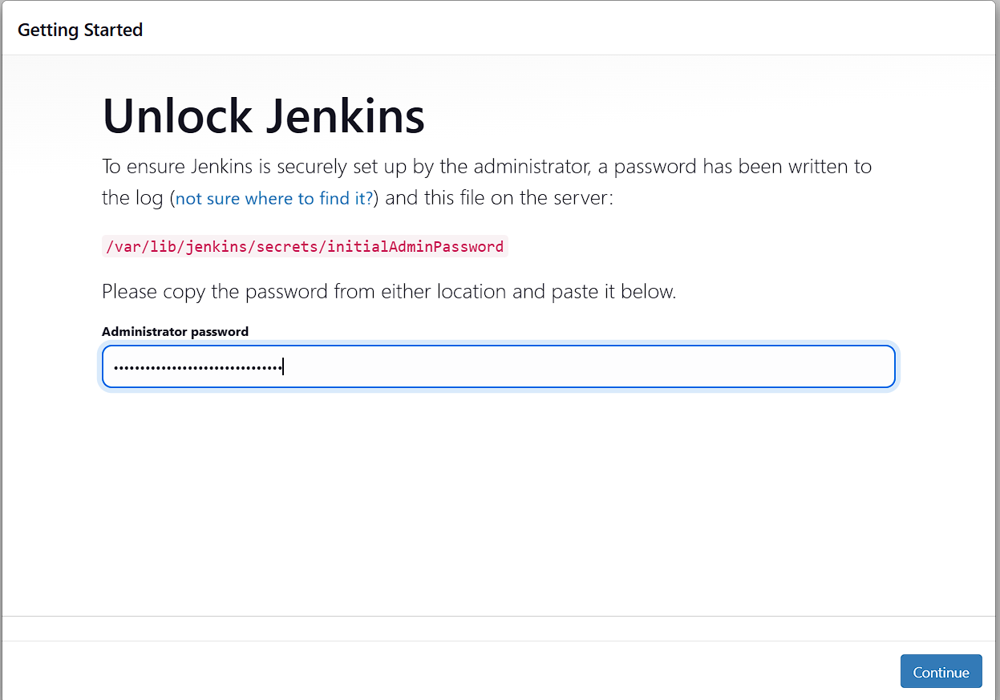 Getting Started
Unlock Jenkins
To ensure Jenkins is securely set up by the administrator, a password has been written to
the log (not sure where to find it?) and this file on the server:
/var/lib/jenkins/secrets/initialAdminPassword
Please copy the password from either location and paste it below.
Administrator password
••••••••••••••••••••••••••••••••
Continue